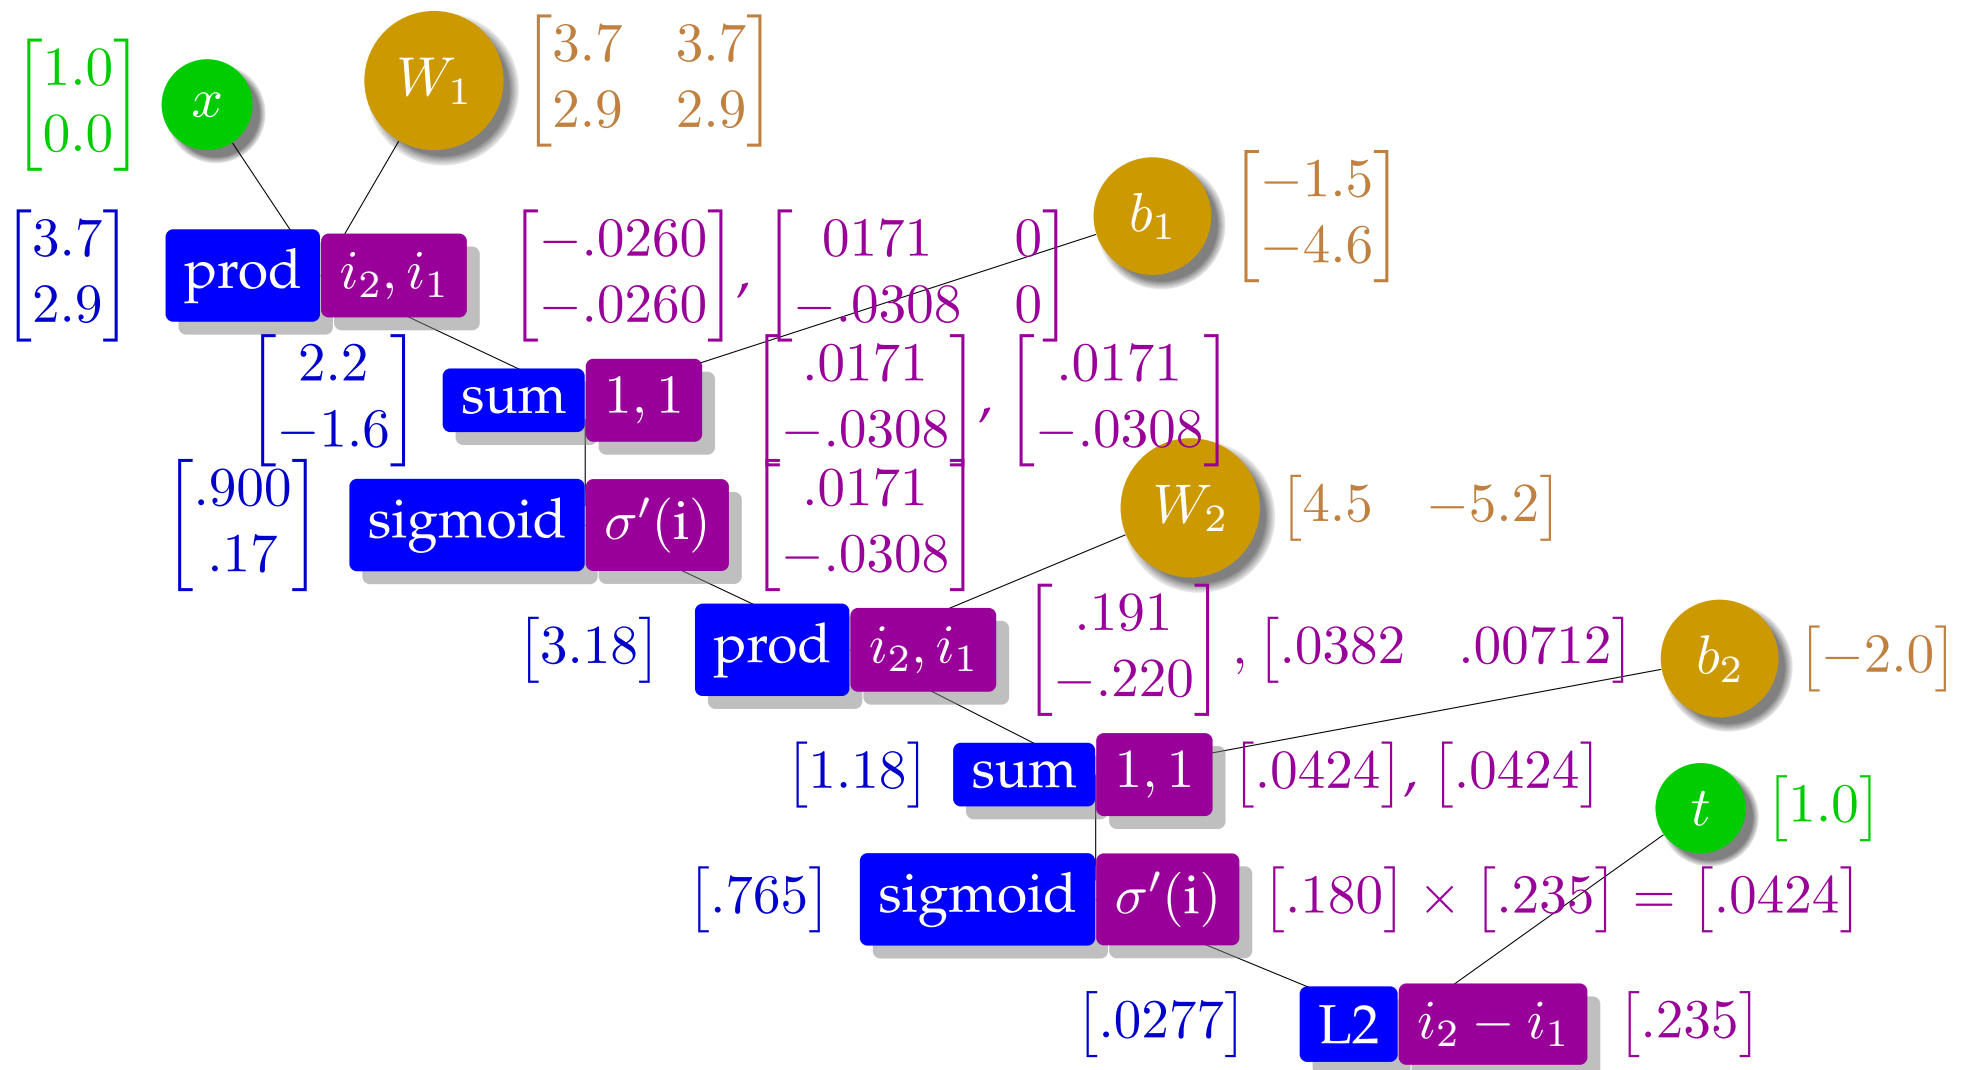 [1.0 0.0] x W₁ [3.7 3.7 2.9 2.9]
b₁ [−1.5 −4.6]
[3.7 2.9] prod i₂, i₁ [−.0260 −.0260], [0171 0 −.0308 0]
[2.2 −1.6] sum 1, 1 [.0171 −.0308], [.0171 −.0308]
[.900 .17] sigmoid σ′(i) [.0171 −.0308] W₂ [4.5 −5.2]
[3.18] prod i₂, i₁ [.191 −.220], [.0382 .00712] b₂ [−2.0]
[1.18] sum 1, 1 [.0424], [.0424] t [1.0]
[.765] sigmoid σ′(i) [.180] × [.235] = [.0424]
[.0277] L2 i₂ − i₁ [.235]